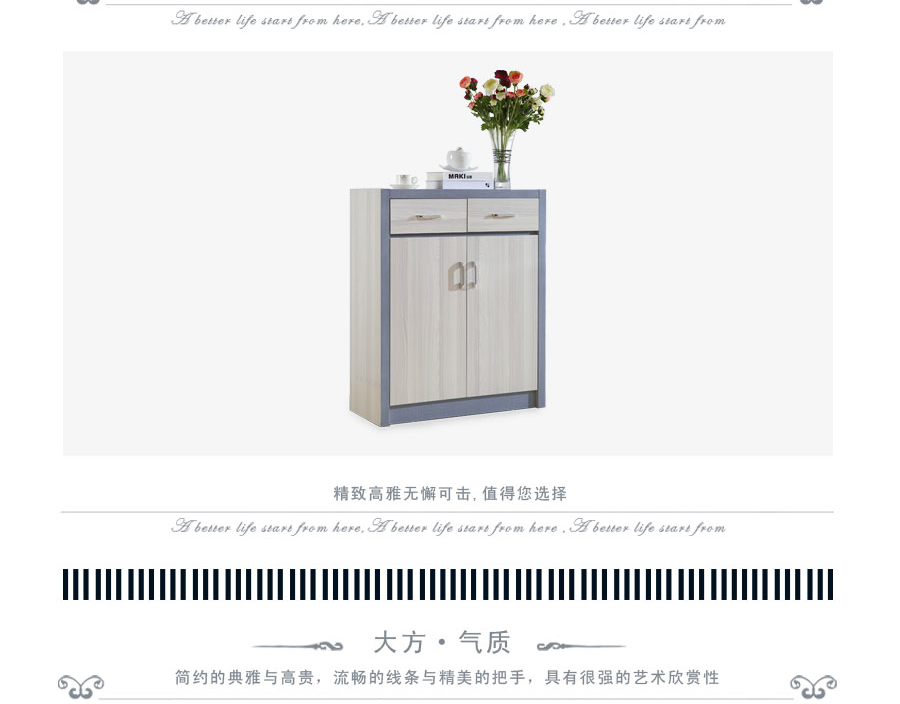 A better life start from here, A better life start from here , A better life start from
MAKI
精致高雅无懈可击, 值得您选择
A better life start from here, A better life start from here , A better life start from
大方·气质
简约的典雅与高贵，流畅的线条与精美的把手，具有很强的艺术欣赏性